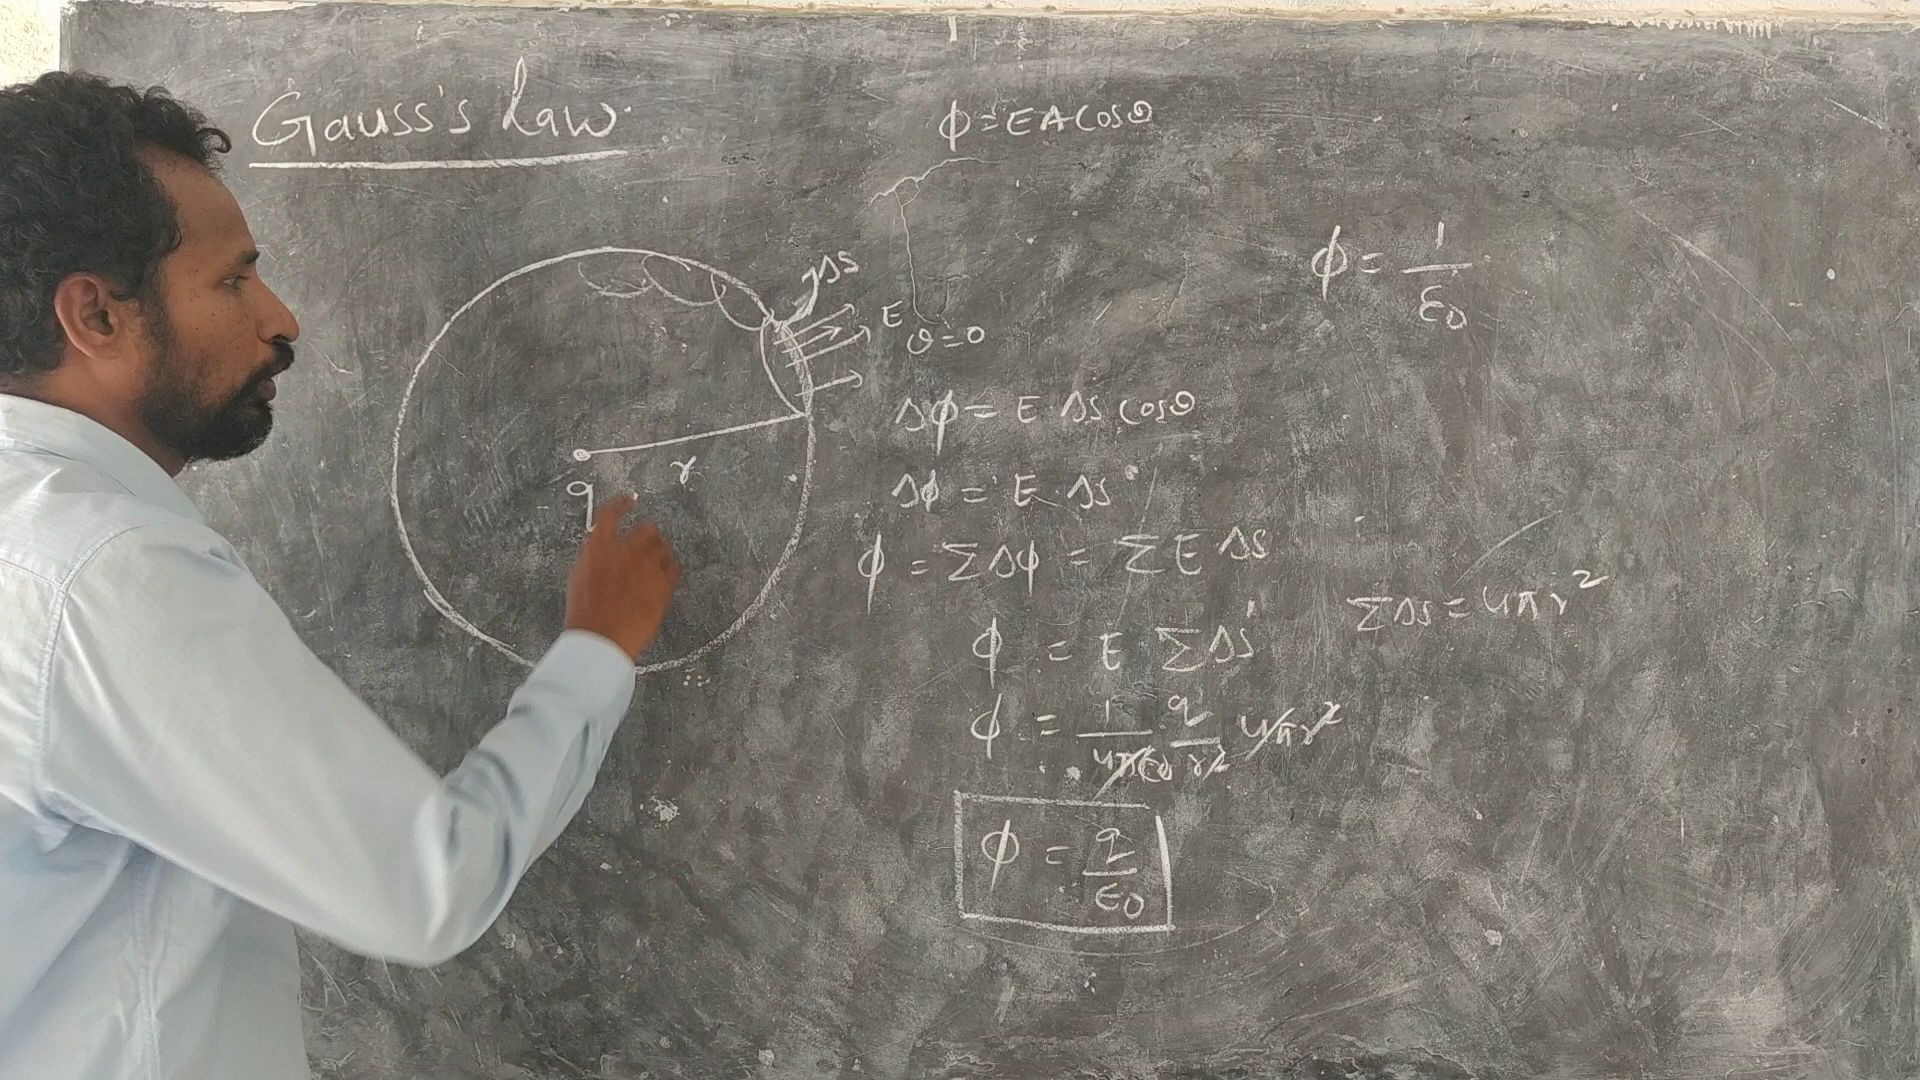 Gauss's Law.
ϕ = EA Cosθ
ϕ = 1/ε0
ΔS
E
θ=0
r
q
Δϕ = E ΔS Cosθ
Δϕ = E ΔS
ϕ = ΣΔϕ = ΣE ΔS
ΣΔS = 4πr²
ϕ = E ΣΔS
ϕ = 1/4πε0 q/r² 4πr²
ϕ = q/ε0